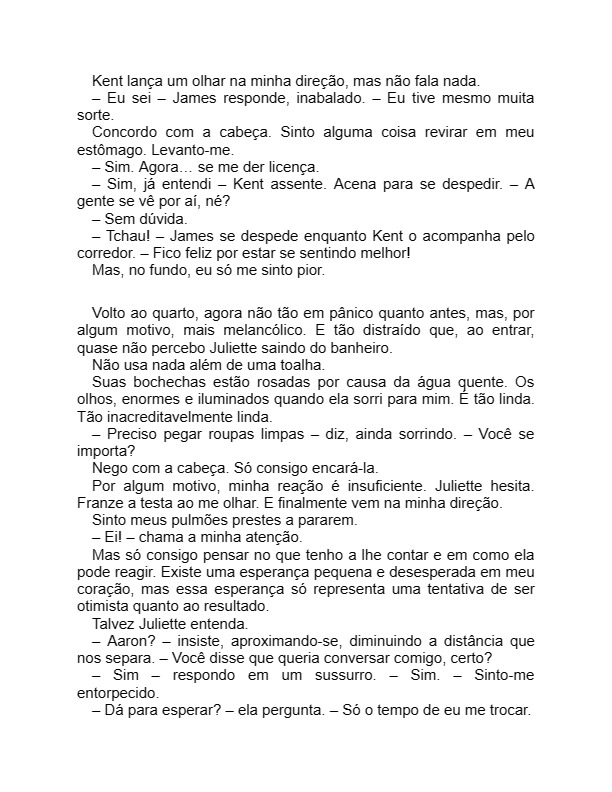 Kent lança um olhar na minha direção, mas não fala nada.
– Eu sei – James responde, inabalado. – Eu tive mesmo muita
sorte.
Concordo com a cabeça. Sinto alguma coisa revirar em meu
estômago. Levanto-me.
– Sim. Agora… se me der licença.
– Sim, já entendi – Kent assente. Acena para se despedir. – A
gente se vê por aí, né?
– Sem dúvida.
– Tchau! – James se despede enquanto Kent o acompanha pelo
corredor. – Fico feliz por estar se sentindo melhor!
Mas, no fundo, eu só me sinto pior.
Volto ao quarto, agora não tão em pânico quanto antes, mas, por
algum motivo, mais melancólico. E tão distraído que, ao entrar,
quase não percebo Juliette saindo do banheiro.
Não usa nada além de uma toalha.
Suas bochechas estão rosadas por causa da água quente. Os
olhos, enormes e iluminados quando ela sorri para mim. É tão linda.
Tão inacreditavelmente linda.
– Preciso pegar roupas limpas – diz, ainda sorrindo. – Você se
importa?
Nego com a cabeça. Só consigo encará-la.
Por algum motivo, minha reação é insuficiente. Juliette hesita.
Franze a testa ao me olhar. E finalmente vem na minha direção.
Sinto meus pulmões prestes a pararem.
– Ei! – chama a minha atenção.
Mas só consigo pensar no que tenho a lhe contar e em como ela
pode reagir. Existe uma esperança pequena e desesperada em meu
coração, mas essa esperança só representa uma tentativa de ser
otimista quanto ao resultado.
Talvez Juliette entenda.
– Aaron? – insiste, aproximando-se, diminuindo a distância que
nos separa. – Você disse que queria conversar comigo, certo?
– Sim – respondo em um sussurro. – Sim. – Sinto-me
entorpecido.
– Dá para esperar? – ela pergunta. – Só o tempo de eu me trocar.